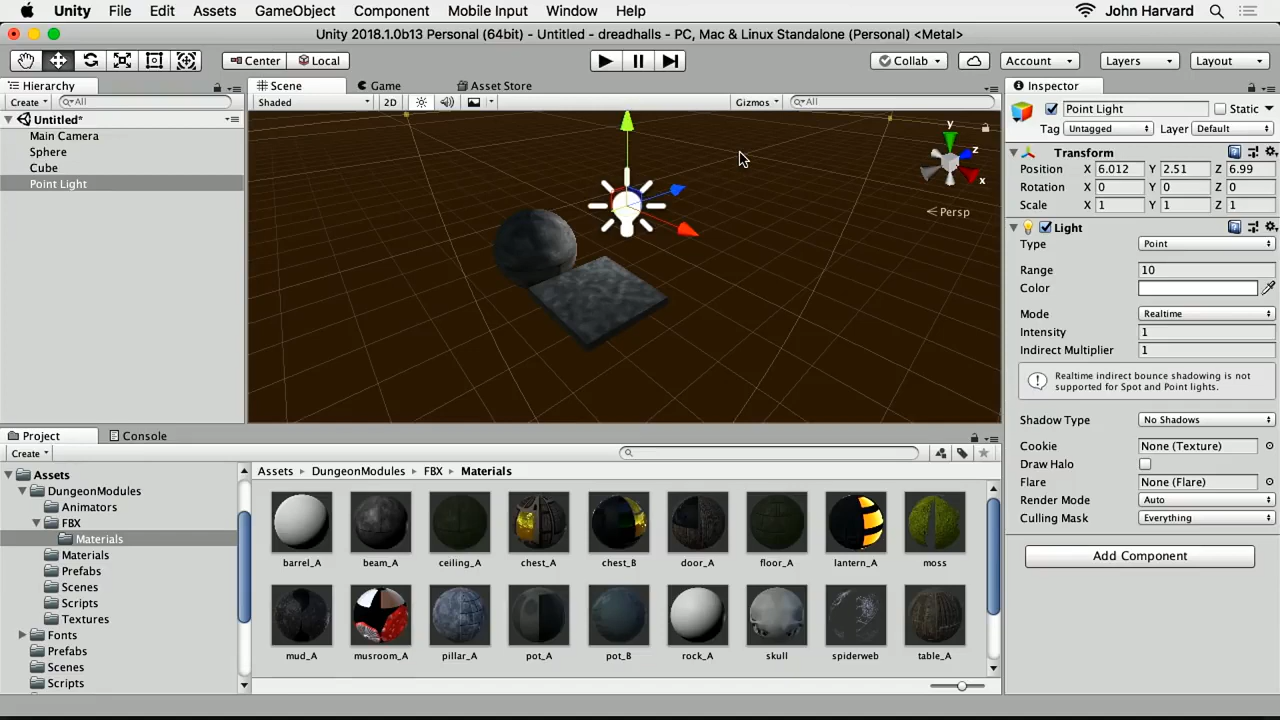 Unity File Edit Assets GameObject Component Mobile Input Window Help John Harvard
Unity 2018.1.0b13 Personal (64bit) - Untitled - dreadhalls - PC, Mac & Linux Standalone (Personal) <Metal>
Center Local Collab Account Layers Layout
Hierarchy
Create All
Untitled*
Main Camera
Sphere
Cube
Point Light
Scene Game Asset Store
Shaded 2D Gizmos All
y
z
x
Persp
Inspector
Point Light Static
Tag Untagged Layer Default
Transform
Position X 6.012 Y 2.51 Z 6.99
Rotation X 0 Y 0 Z 0
Scale X 1 Y 1 Z 1
Light
Type Point
Range 10
Color
Mode Realtime
Intensity 1
Indirect Multiplier 1
Realtime indirect bounce shadowing is not
supported for Spot and Point lights.
Shadow Type No Shadows
Cookie None (Texture)
Draw Halo
Flare None (Flare)
Render Mode Auto
Culling Mask Everything
Add Component
Project Console
Create
Assets
DungeonModules
Animators
FBX
Materials
Materials
Prefabs
Scenes
Scripts
Textures
Fonts
Prefabs
Scenes
Scripts
Assets DungeonModules FBX Materials
barrel_A beam_A ceiling_A chest_A chest_B door_A floor_A lantern_A moss
mud_A musroom_A pillar_A pot_A pot_B rock_A skull spiderweb table_A